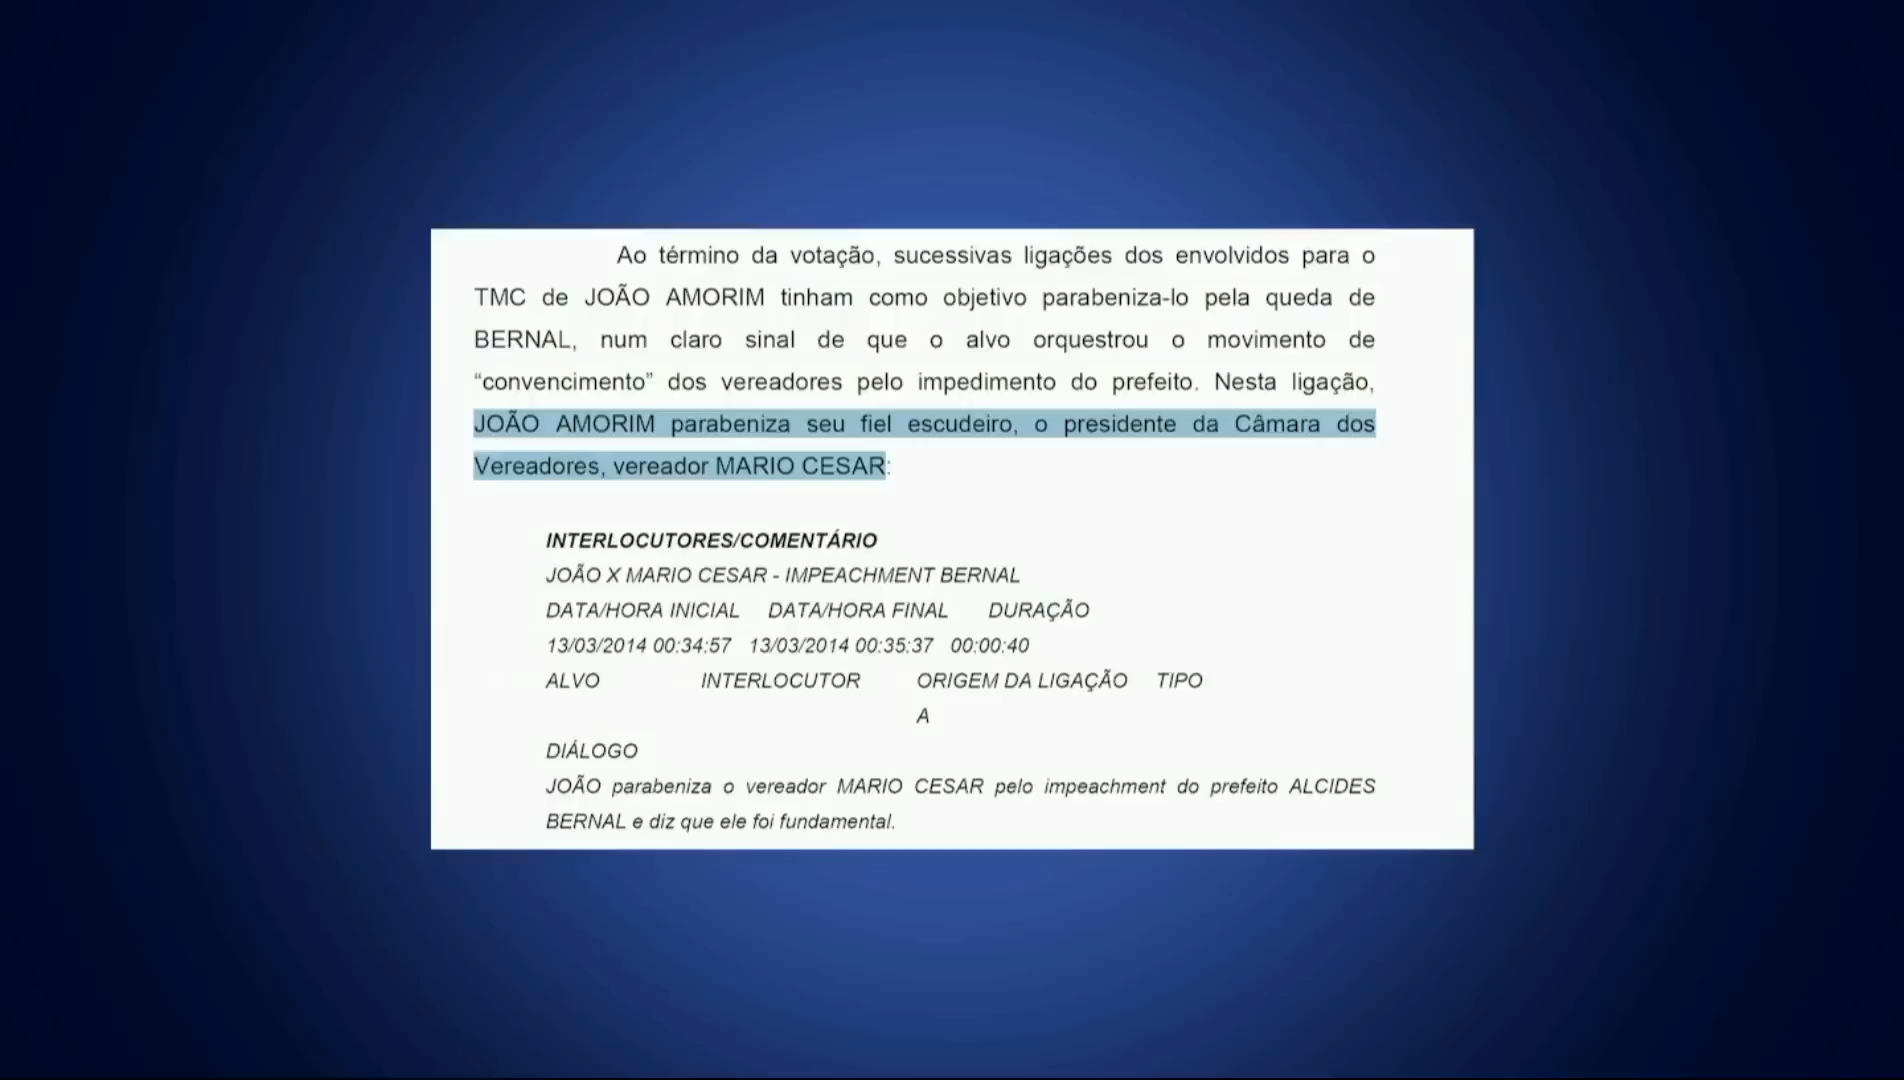 Ao término da votação, sucessivas ligações dos envolvidos para o
TMC de JOÃO AMORIM tinham como objetivo parabeniza-lo pela queda de
BERNAL, num claro sinal de que o alvo orquestrou o movimento de
“convencimento” dos vereadores pelo impedimento do prefeito. Nesta ligação,
JOÃO AMORIM parabeniza seu fiel escudeiro, o presidente da Câmara dos
Vereadores, vereador MARIO CESAR:
INTERLOCUTORES/COMENTÁRIO
JOÃO X MARIO CESAR - IMPEACHMENT BERNAL
DATA/HORA INICIAL DATA/HORA FINAL DURAÇÃO
13/03/2014 00:34:57 13/03/2014 00:35:37 00:00:40
ALVO INTERLOCUTOR ORIGEM DA LIGAÇÃO TIPO
A
DIÁLOGO
JOÃO parabeniza o vereador MARIO CESAR pelo impeachment do prefeito ALCIDES
BERNAL e diz que ele foi fundamental.